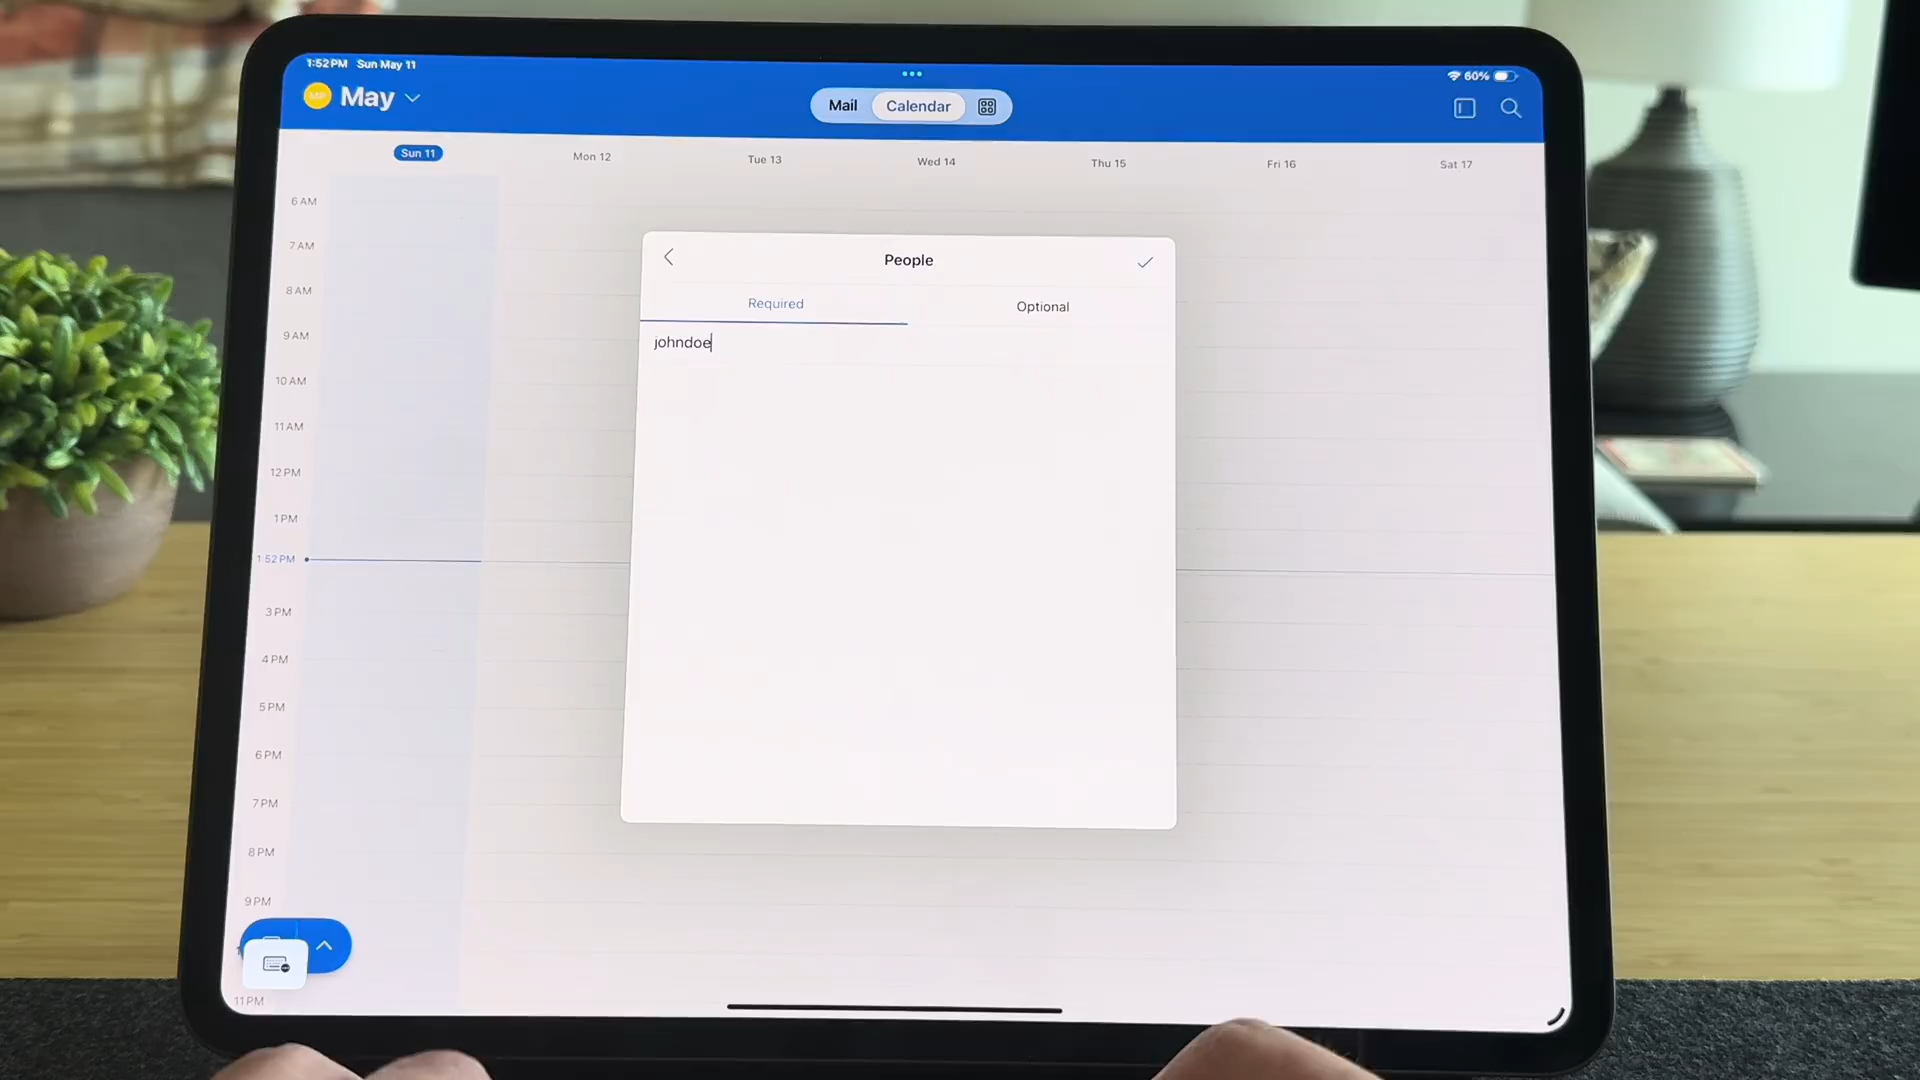 1:52 PM Sun May 11
60%
May
Mail
Calendar
Sun 11
Mon 12
Tue 13
Wed 14
Thu 15
Fri 16
Sat 17
6 AM
7 AM
8 AM
9 AM
10 AM
11 AM
12 PM
1 PM
1:52 PM
3 PM
4 PM
5 PM
6 PM
7 PM
8 PM
9 PM
11 PM
People
Required
Optional
johndoe